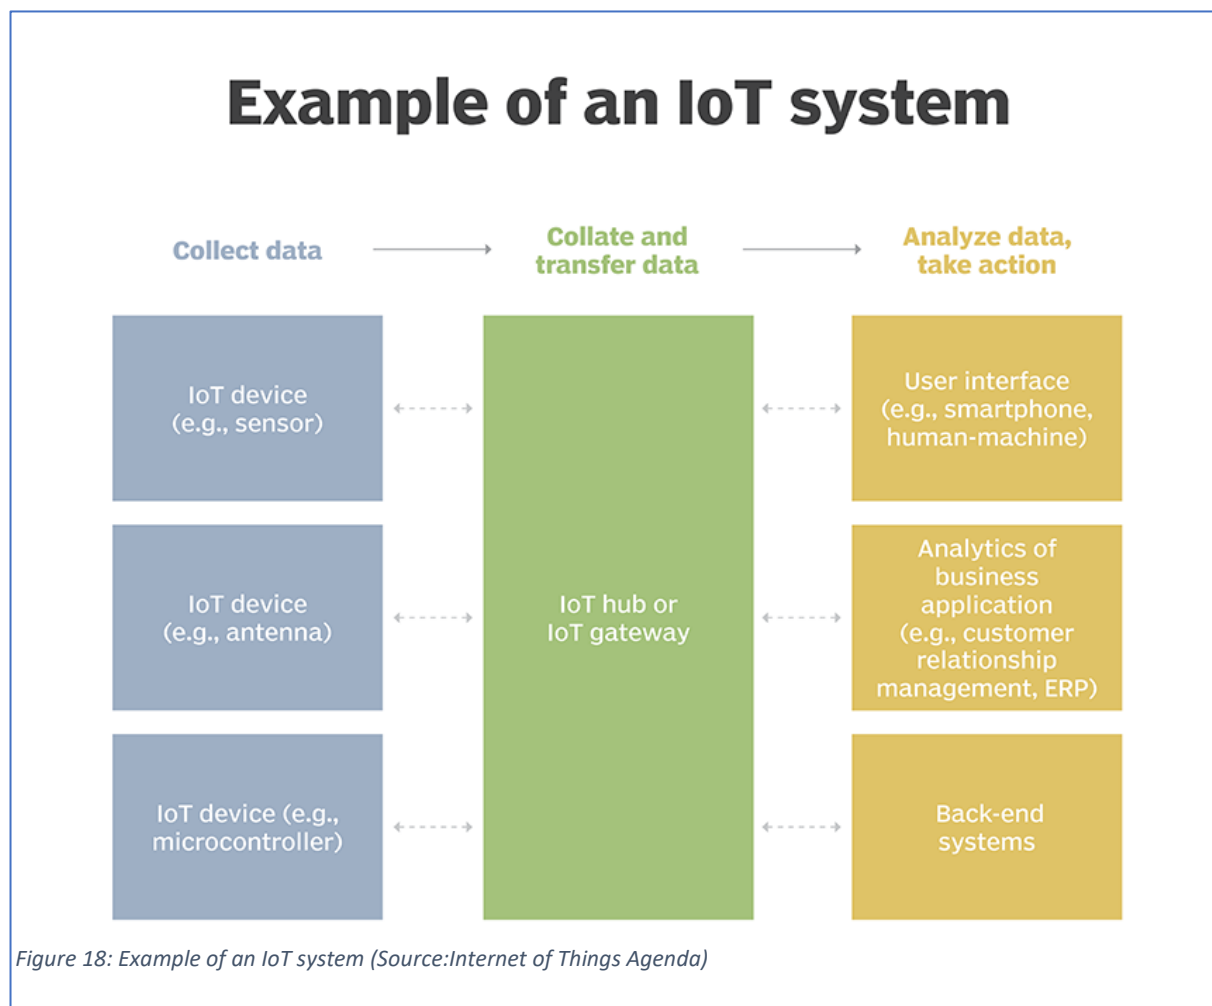 Example of an IoT system
Collect data
Collate and
transfer data
Analyze data,
take action
IoT device
(e.g., sensor)
IoT device
(e.g., antenna)
IoT device (e.g.,
microcontroller)
IoT hub or
IoT gateway
User interface
(e.g., smartphone,
human-machine)
Analytics of
business
application
(e.g., customer
relationship
management, ERP)
Back-end
systems
Figure 18: Example of an IoT system (Source:Internet of Things Agenda)